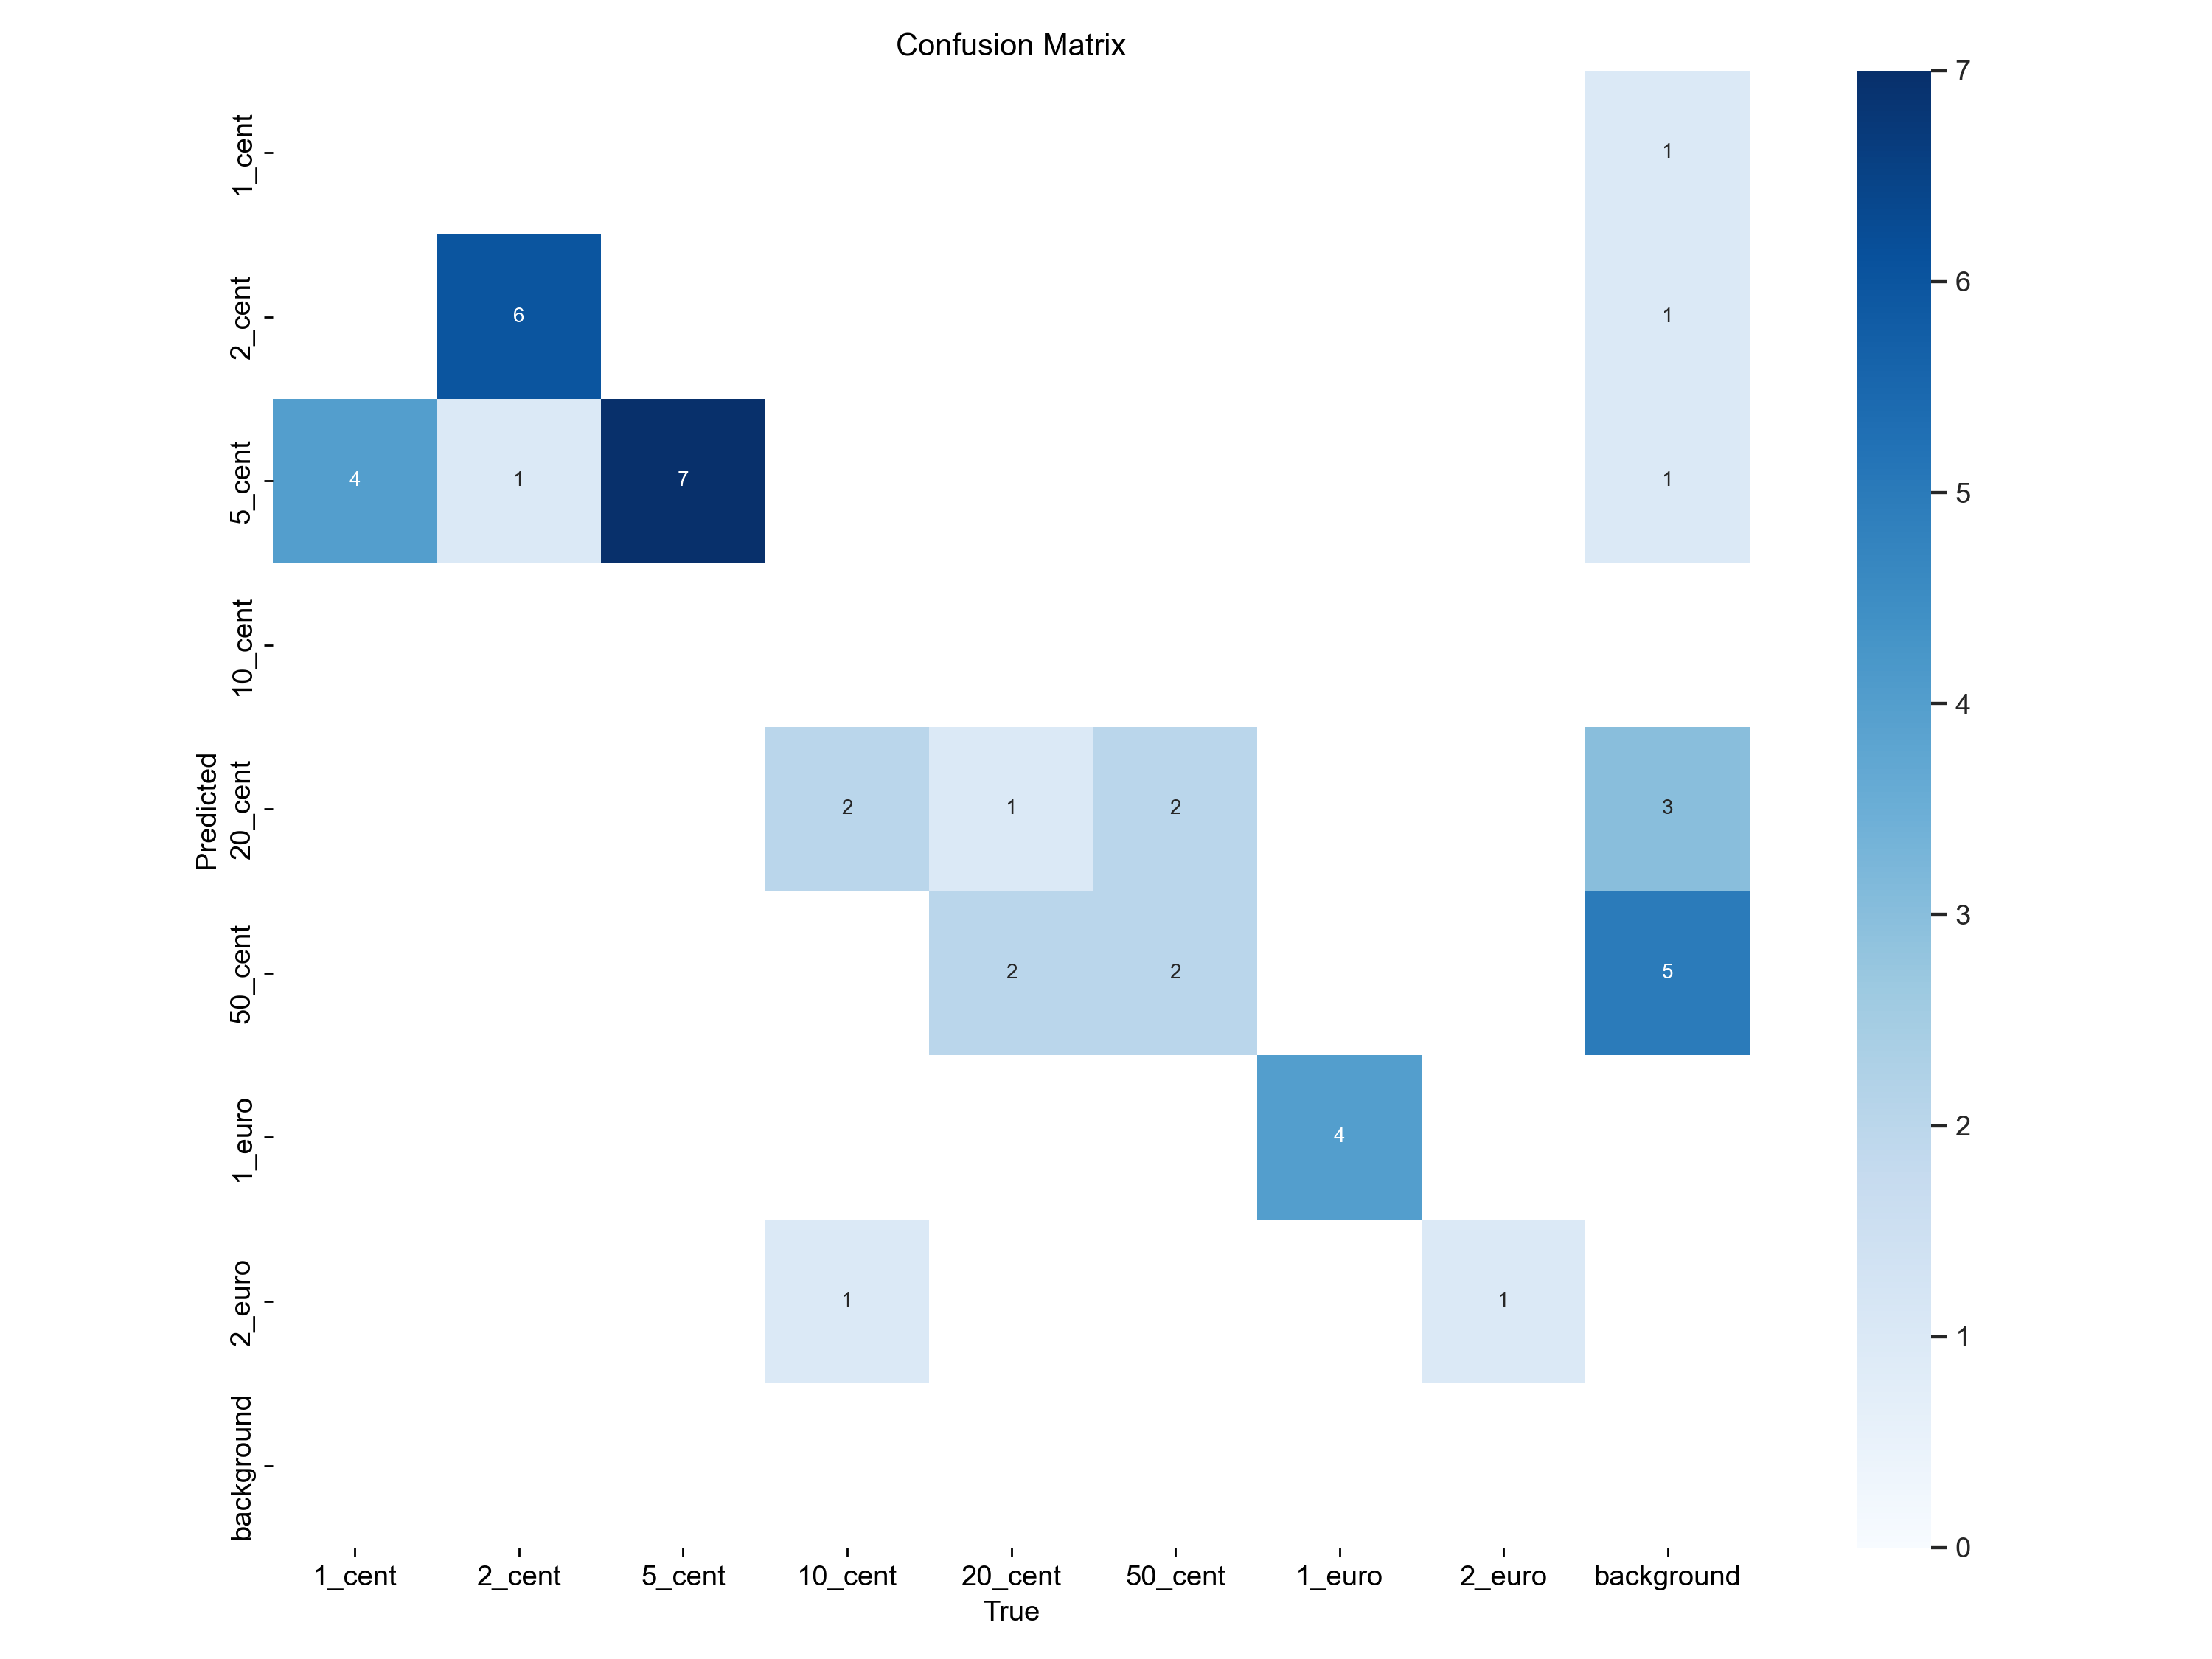 Confusion Matrix
1_cent
2_cent
5_cent
10_cent
20_cent
50_cent
1_euro
2_euro
background
Predicted
1
6 1
4 1 7 1
2 1 2 3
2 2 5
4
1 1
1_cent 2_cent 5_cent 10_cent 20_cent 50_cent 1_euro 2_euro background
True
7
6
5
4
3
2
1
0